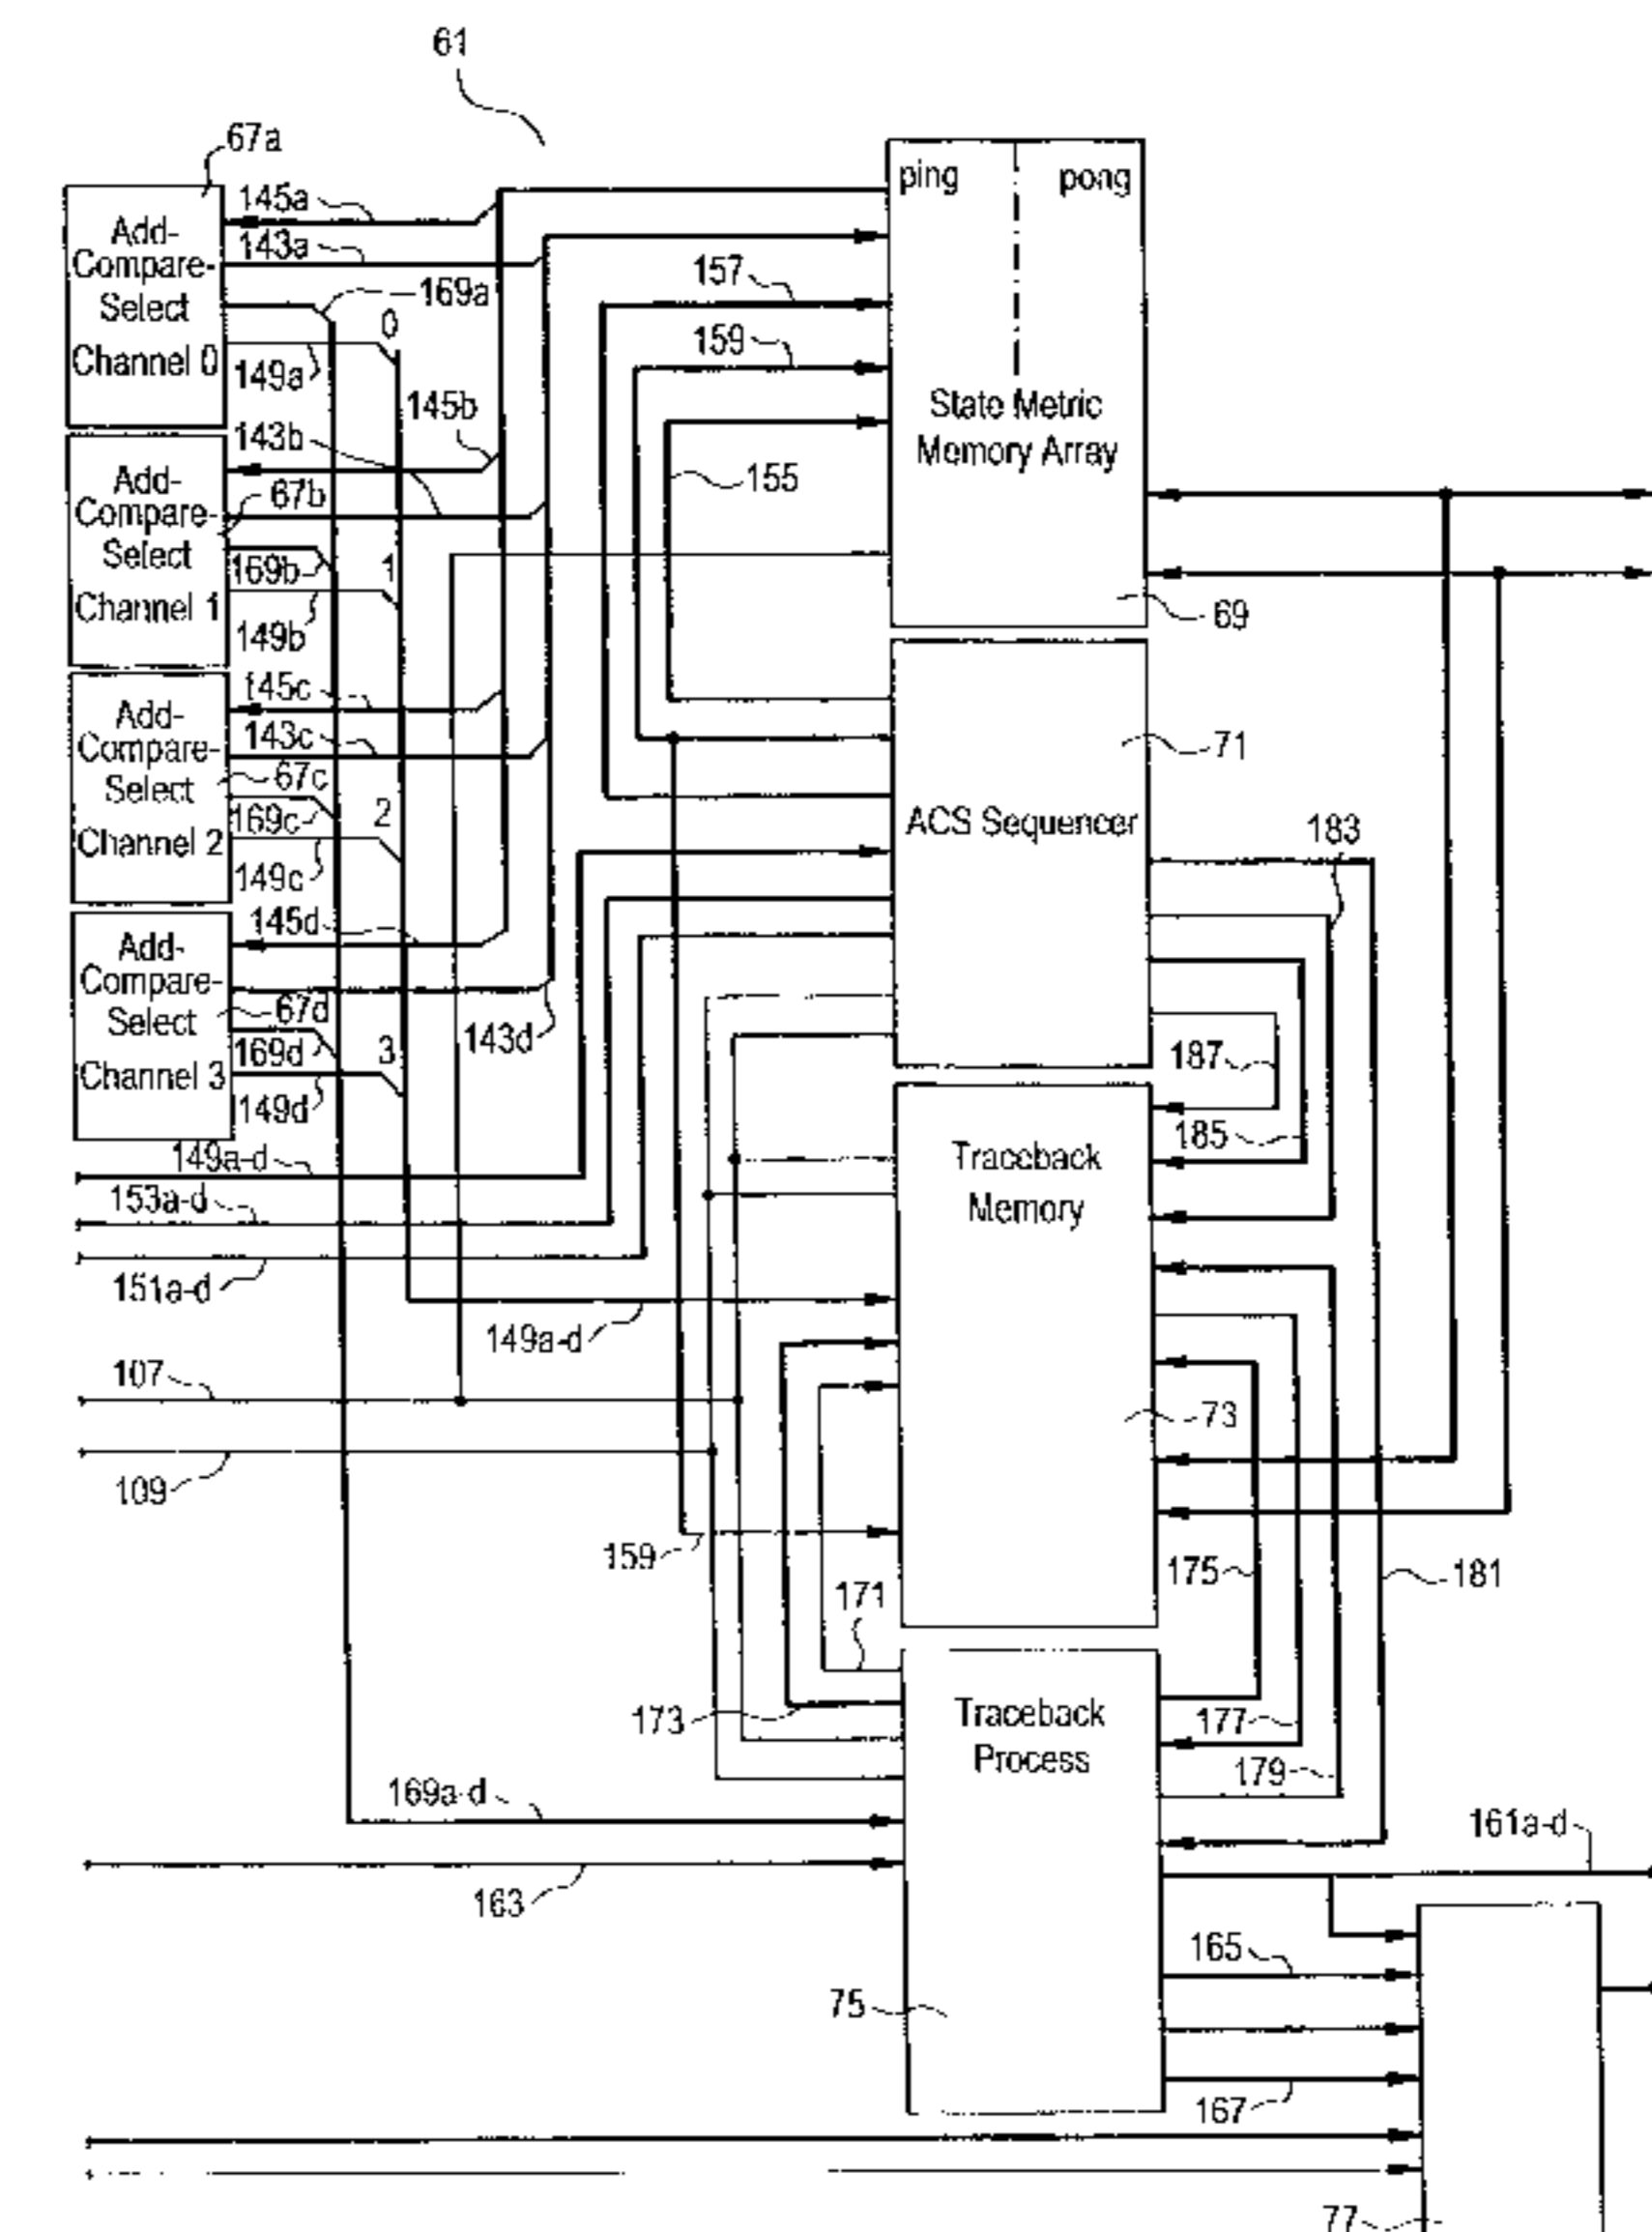 61
67a
ping
pong
145a
Add-
Compare-
Select
Channel 0
143a
169a
0
149a
157
159
State Metric
Memory Array
145b
143b
155
Add-
Compare-
Select
Channel 1
67b
169b
1
149b
69
145c
143c
Add-
Compare-
Select
Channel 2
67c
169c
2
149c
71
ACS Sequencer
183
145d
Add-
Compare-
Select
Channel 3
67d
169d
3
143d
149d
187
185
149a-d
153a-d
151a-d
Traceback
Memory
149a-d
107
109
73
159
171
175
181
173
Traceback
Process
177
179
169a-d
161a-d
163
165
75
167
77